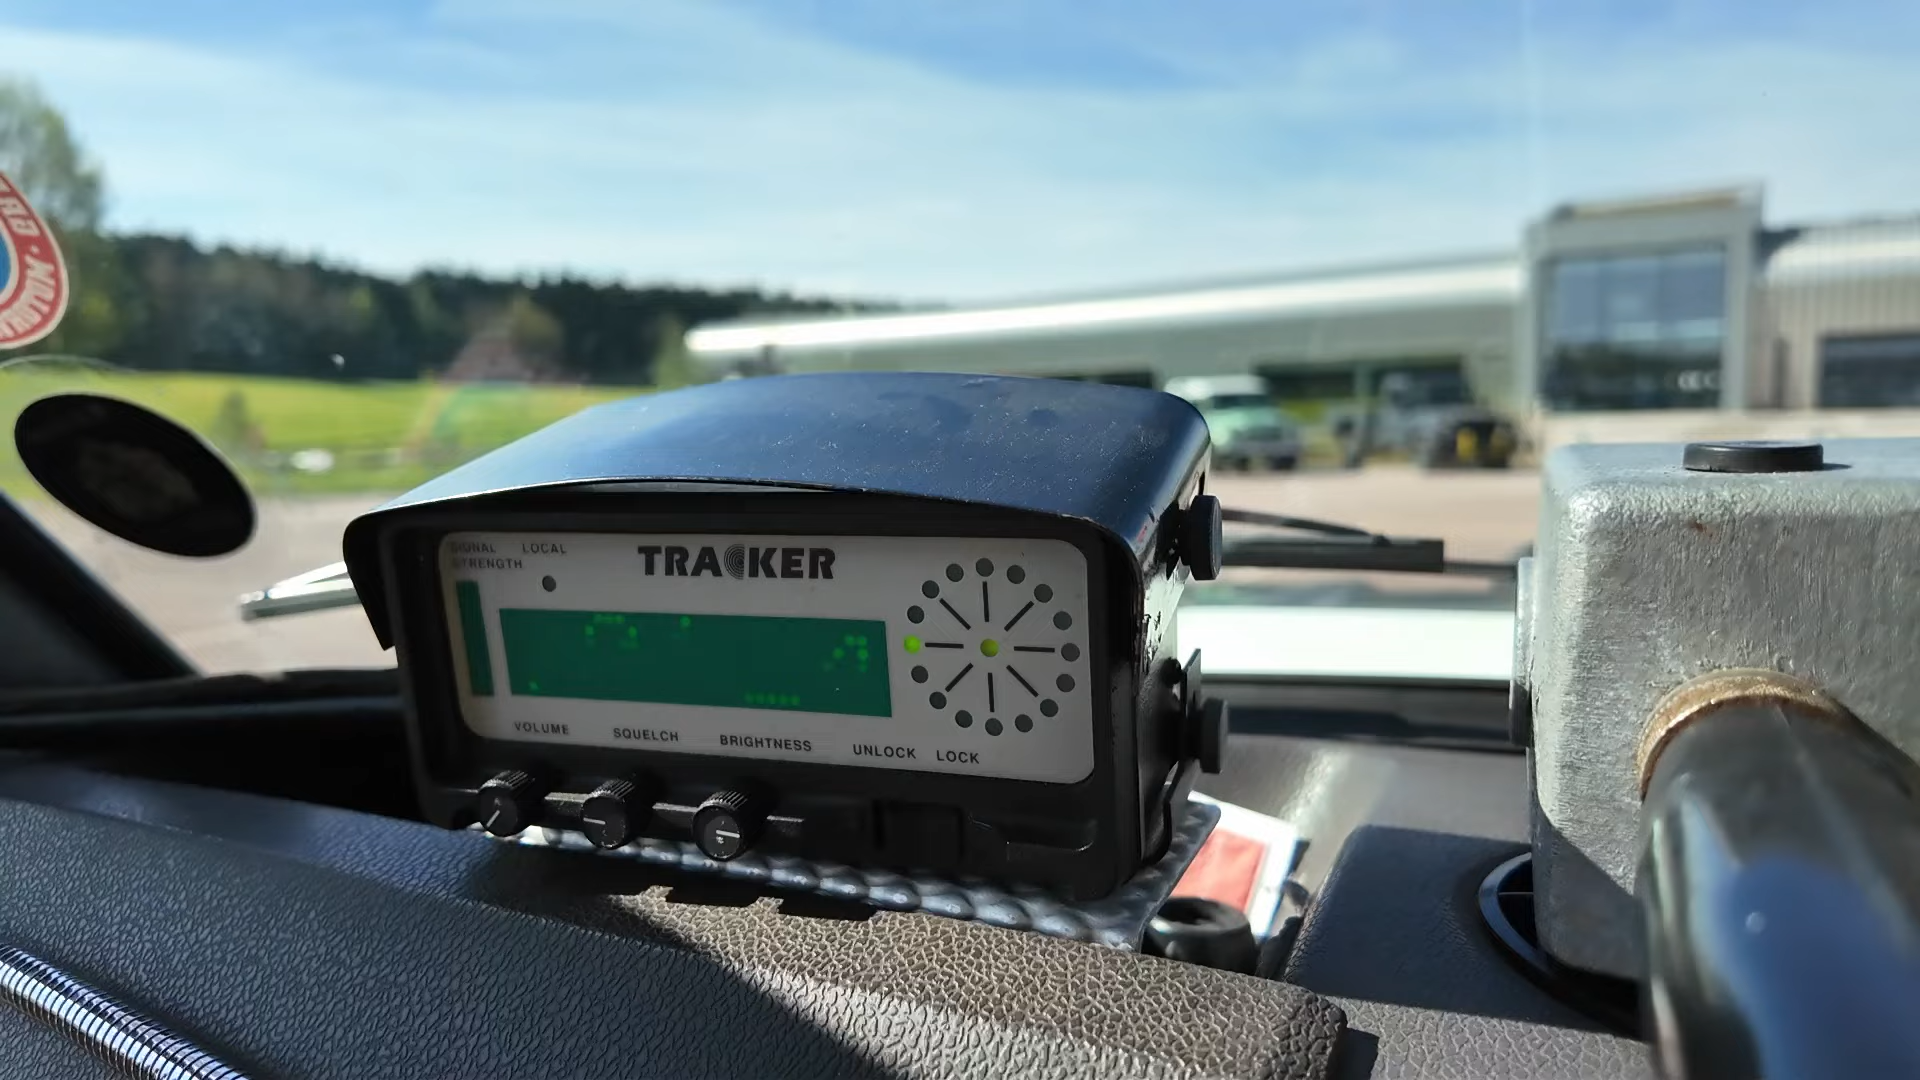 SIGNAL
STRENGTH
LOCAL
TRACKER
VOLUME
SQUELCH
BRIGHTNESS
UNLOCK
LOCK